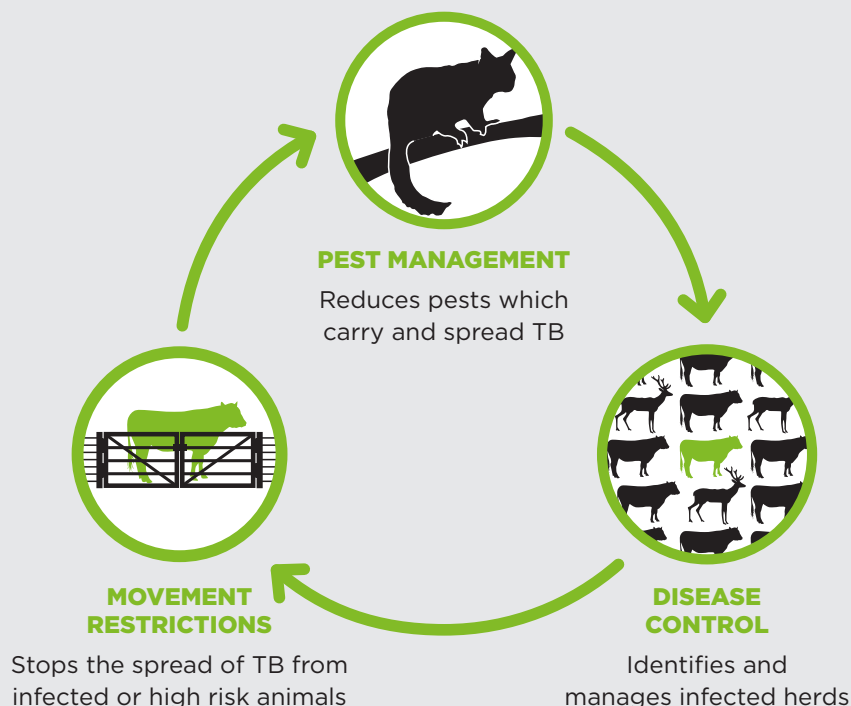 PEST MANAGEMENT
Reduces pests which
carry and spread TB
MOVEMENT
RESTRICTIONS
Stops the spread of TB from
infected or high risk animals
DISEASE
CONTROL
Identifies and
manages infected herds